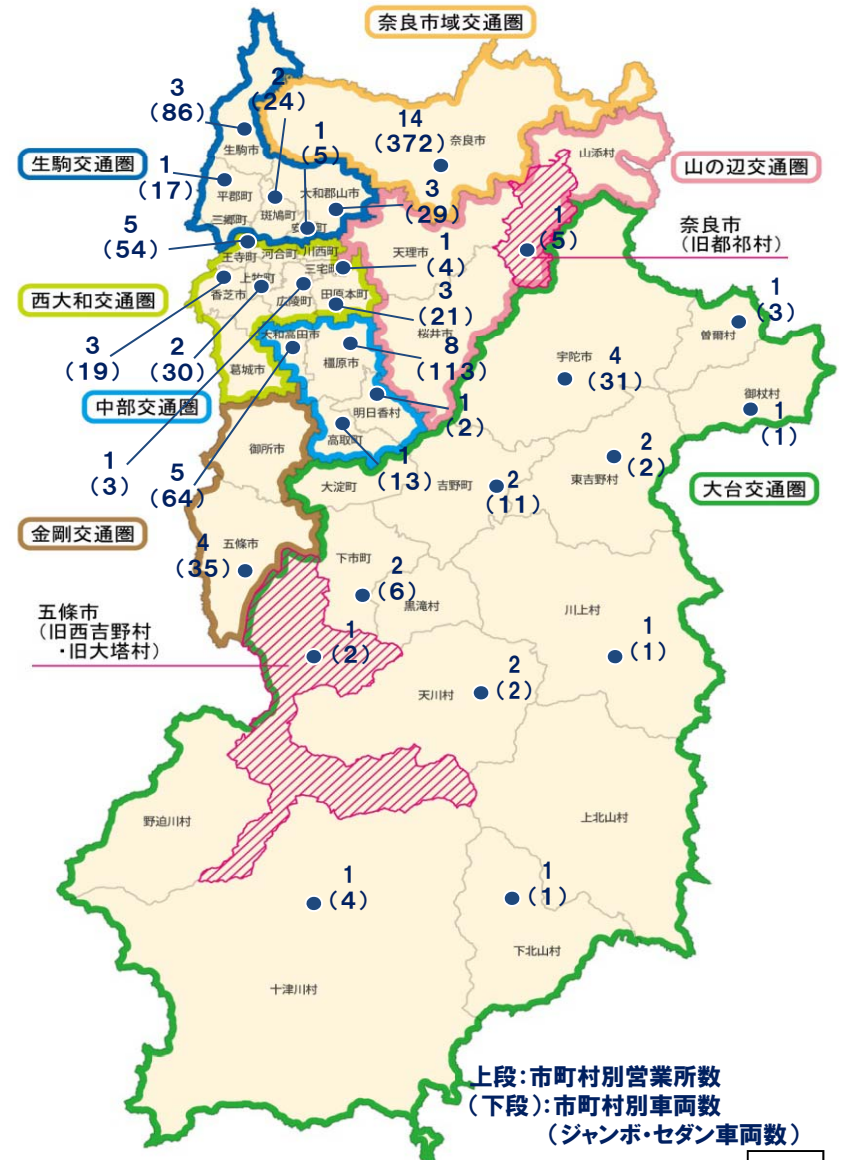 奈良市域交通圏
3
(86)
2
(24)
14
(372)
奈良市
1
(5)
生駒市
山添村
生駒交通圏
山の辺交通圏
1
(17)
平郡町
大和郡山市
斑鳩町
三郷町
3
(29)
安堵町
奈良市
(旧都祁村)
1
(5)
5
(54)
王寺町
河合町
川西町
三宅町
天理市
1
(4)
西大和交通圏
香芝市
上牧町
広陵町
田原本町
3
(21)
1
(3)
曽爾村
桜井市
大和高田市
橿原市
8
(113)
宇陀市
4
(31)
3
(19)
2
(30)
葛城市
御杖村
1
(1)
中部交通圏
明日香村
1
(2)
高取町
御所市
2
(2)
東吉野村
1
(3)
5
(64)
1
(13)
大淀町
吉野町
2
(11)
大台交通圏
金剛交通圏
4
(35)
五條市
下市町
2
(6)
黒滝村
川上村
五條市
(旧西吉野村
・旧大塔村)
1
(2)
1
(1)
天川村
2
(2)
野迫川村
上北山村
1
(4)
1
(1)
下北山村
十津川村
上段:市町村別営業所数
(下段):市町村別車両数
(ジャンボ・セダン車両数)